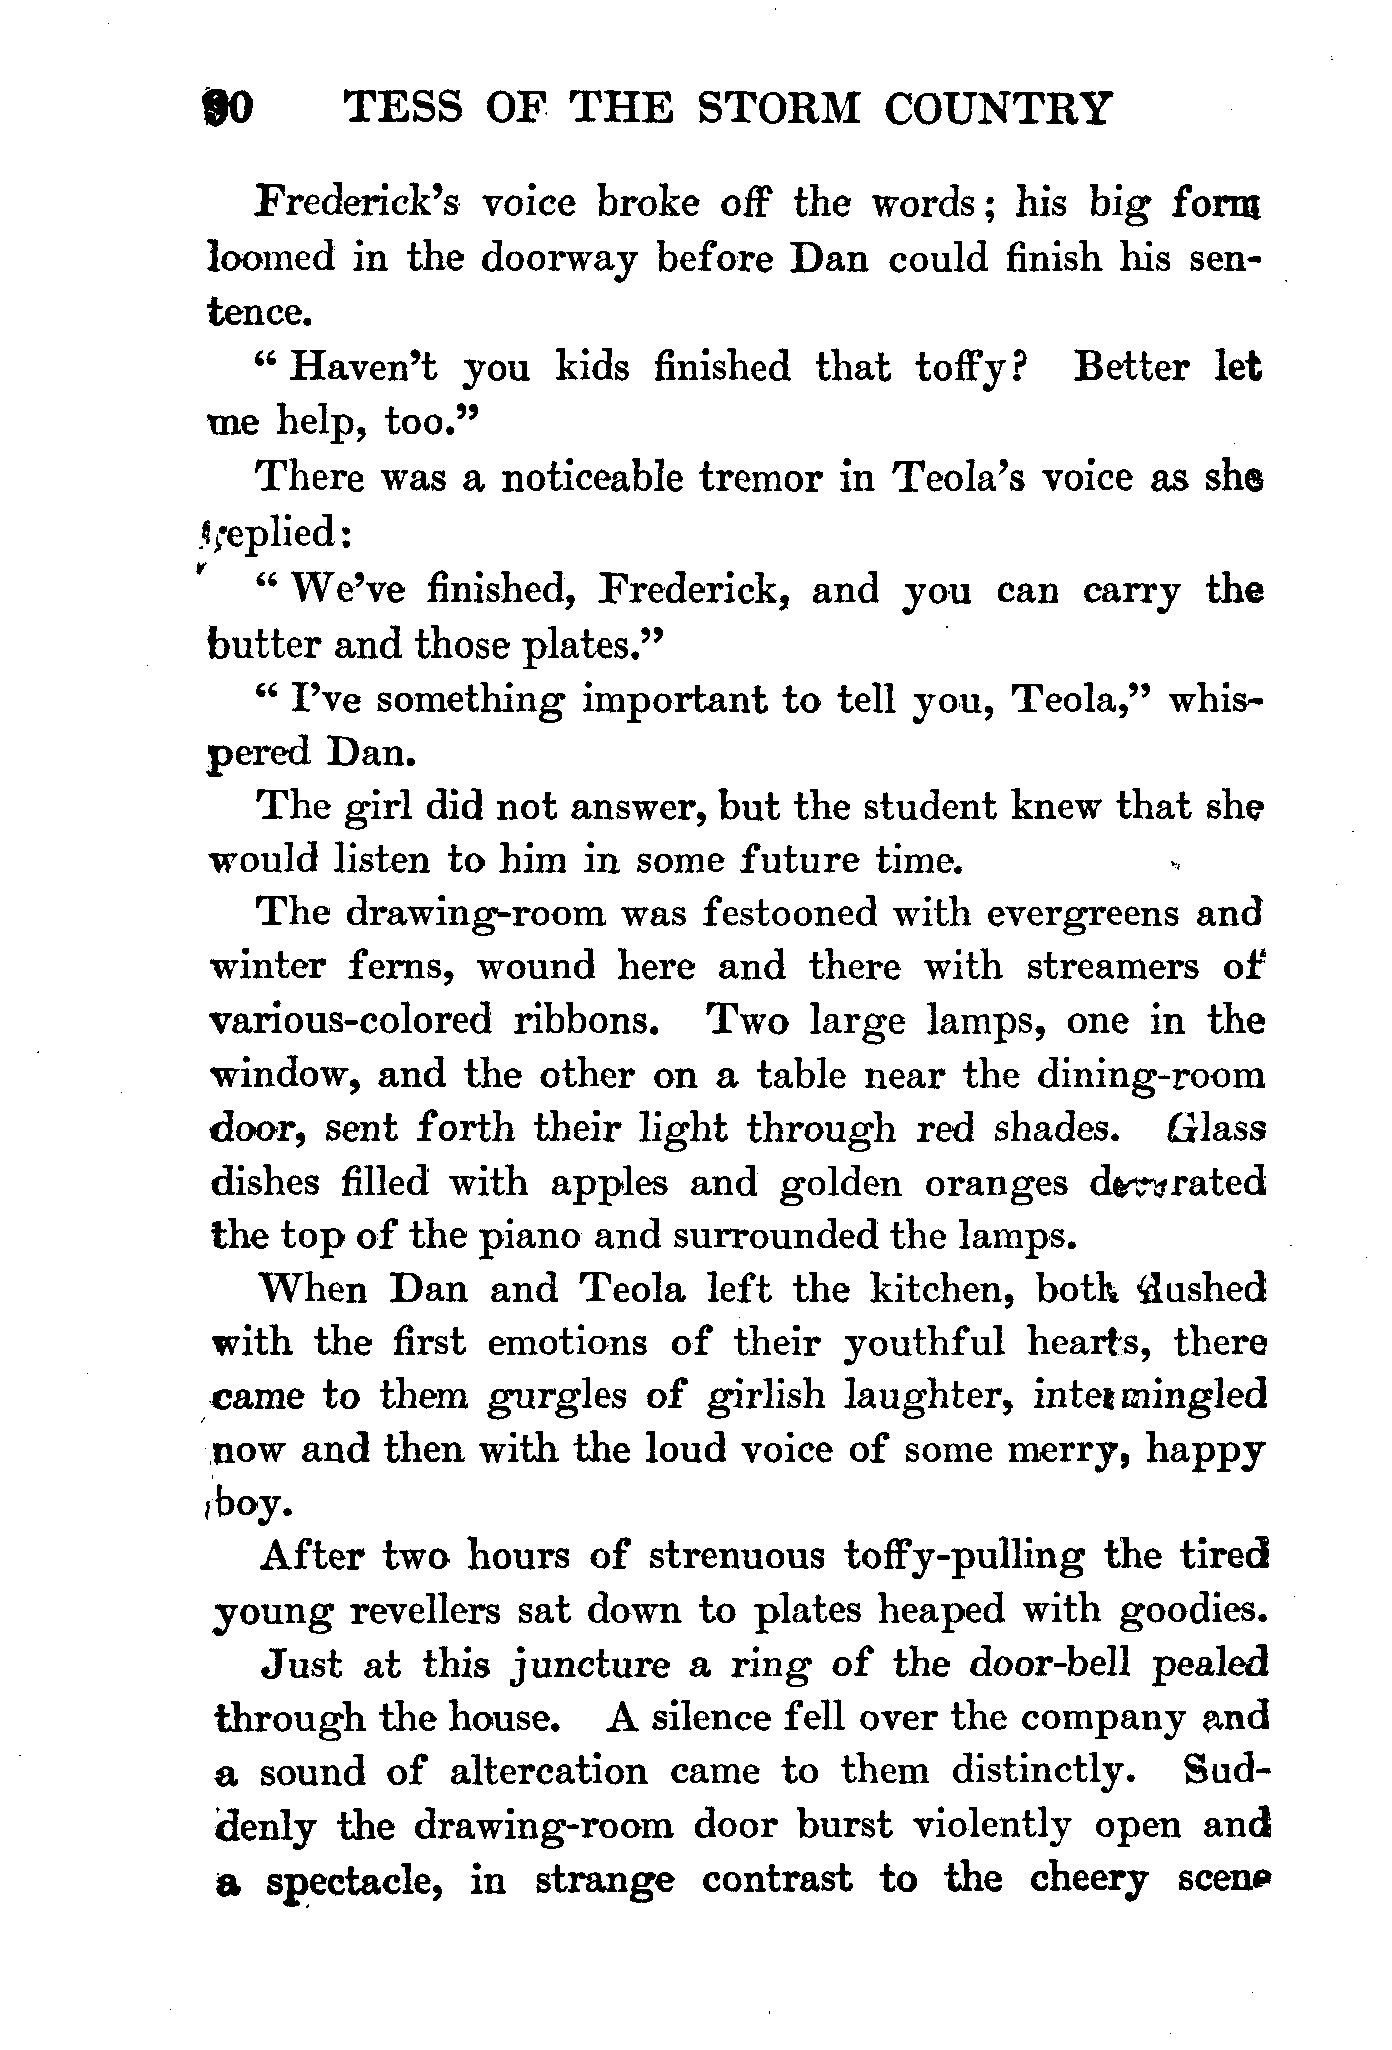 90 TESS OF THE STORM COUNTRY
Frederick's voice broke off the words; his big form
loomed in the doorway before Dan could finish his sen-
tence.
" Haven't you kids finished that toffy? Better let
me help, too."
There was a noticeable tremor in Teola's voice as she
replied:
" We've finished, Frederick, and you can carry the
butter and those plates."
" I've something important to tell you, Teola," whis-
pered Dan.
The girl did not answer, but the student knew that she
would listen to him in some future time.
The drawing-room was festooned with evergreens and
winter ferns, wound here and there with streamers of
various-colored ribbons. Two large lamps, one in the
window, and the other on a table near the dining-room
door, sent forth their light through red shades. Glass
dishes filled with apples and golden oranges decorated
the top of the piano and surrounded the lamps.
When Dan and Teola left the kitchen, both flushed
with the first emotions of their youthful hearts, there
came to them gurgles of girlish laughter, intermingled
now and then with the loud voice of some merry, happy
boy.
After two hours of strenuous toffy-pulling the tired
young revellers sat down to plates heaped with goodies.
Just at this juncture a ring of the door-bell pealed
through the house. A silence fell over the company and
a sound of altercation came to them distinctly. Sud-
denly the drawing-room door burst violently open and
a spectacle, in strange contrast to the cheery scene